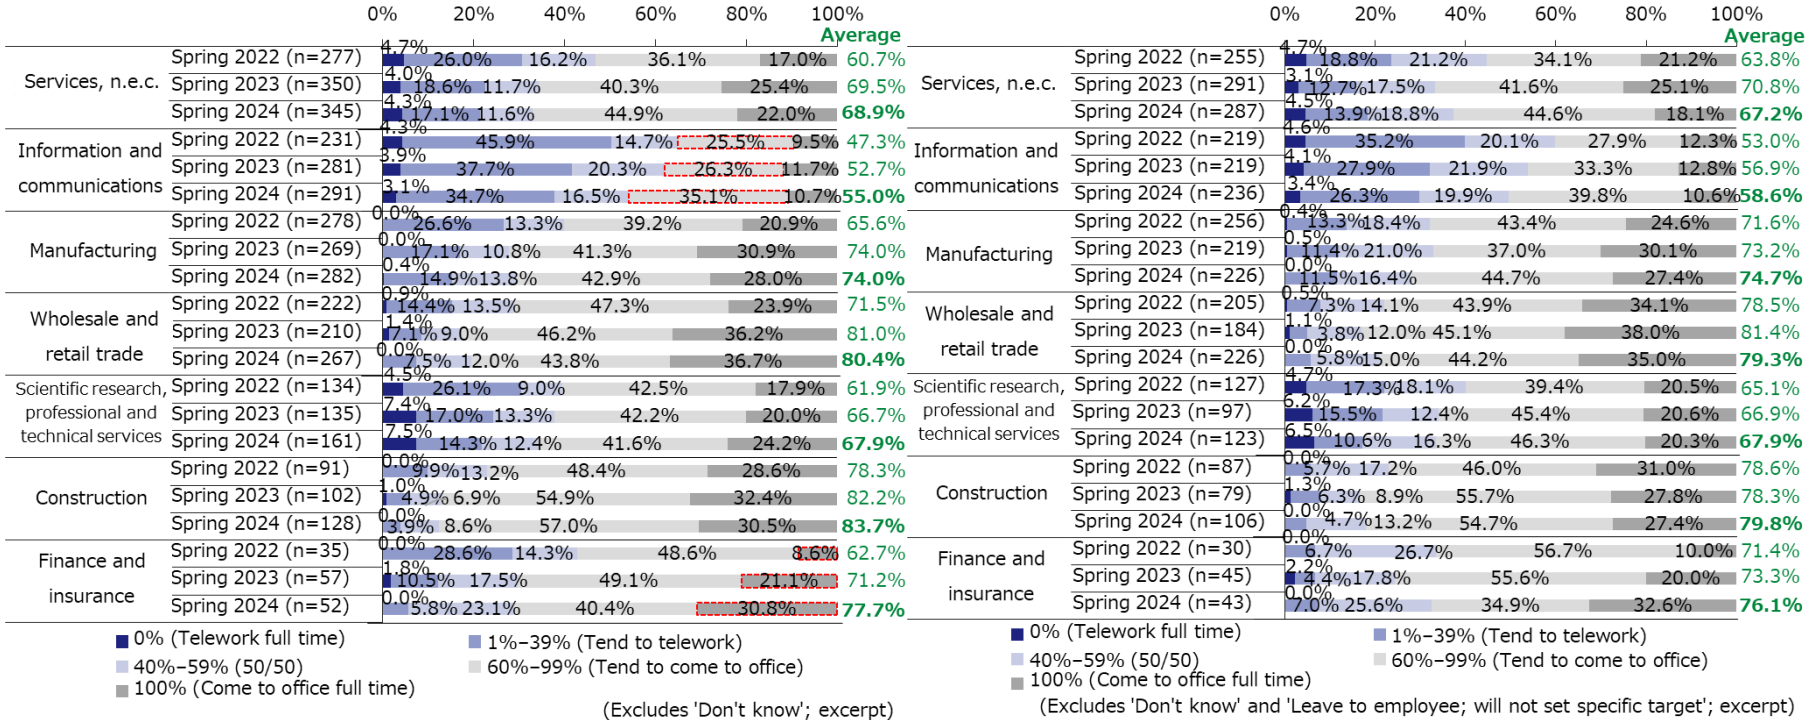 0% 20% 40% 60% 80% 100%
Average
Services, n.e.c.
Spring 2022 (n=277) 4.7% 26.0% 16.2% 36.1% 17.0% 60.7%
Spring 2023 (n=350) 4.0% 18.6% 11.7% 40.3% 25.4% 69.5%
Spring 2024 (n=345) 4.3% 17.1% 11.6% 44.9% 22.0% 68.9%
Information and
communications
Spring 2022 (n=231) 4.3% 45.9% 14.7% 25.5% 9.5% 47.3%
Spring 2023 (n=281) 3.9% 37.7% 20.3% 26.3% 11.7% 52.7%
Spring 2024 (n=291) 3.1% 34.7% 16.5% 35.1% 10.7% 55.0%
Manufacturing
Spring 2022 (n=278) 0.0% 26.6% 13.3% 39.2% 20.9% 65.6%
Spring 2023 (n=269) 0.0% 17.1% 10.8% 41.3% 30.9% 74.0%
Spring 2024 (n=282) 0.4% 14.9% 13.8% 42.9% 28.0% 74.0%
Wholesale and
retail trade
Spring 2022 (n=222) 0.9% 14.4% 13.5% 47.3% 23.9% 71.5%
Spring 2023 (n=210) 1.4% 7.1% 9.0% 46.2% 36.2% 81.0%
Spring 2024 (n=267) 0.0% 7.5% 12.0% 43.8% 36.7% 80.4%
Scientific research,
professional and
technical services
Spring 2022 (n=134) 4.5% 26.1% 9.0% 42.5% 17.9% 61.9%
Spring 2023 (n=135) 7.4% 17.0% 13.3% 42.2% 20.0% 66.7%
Spring 2024 (n=161) 7.5% 14.3% 12.4% 41.6% 24.2% 67.9%
Construction
Spring 2022 (n=91) 0.0% 9.9% 13.2% 48.4% 28.6% 78.3%
Spring 2023 (n=102) 1.0% 4.9% 6.9% 54.9% 32.4% 82.2%
Spring 2024 (n=128) 0.0% 3.9% 8.6% 57.0% 30.5% 83.7%
Finance and
insurance
Spring 2022 (n=35) 0.0% 28.6% 14.3% 48.6% 8.6% 62.7%
Spring 2023 (n=57) 1.8% 10.5% 17.5% 49.1% 21.1% 71.2%
Spring 2024 (n=52) 0.0% 5.8% 23.1% 40.4% 30.8% 77.7%
0% (Telework full time)
1%–39% (Tend to telework)
40%–59% (50/50)
60%–99% (Tend to come to office)
100% (Come to office full time)
(Excludes 'Don't know'; excerpt)
0% 20% 40% 60% 80% 100%
Average
Services, n.e.c.
Spring 2022 (n=255) 4.7% 18.8% 21.2% 34.1% 21.2% 63.8%
Spring 2023 (n=291) 3.1% 12.7% 17.5% 41.6% 25.1% 70.8%
Spring 2024 (n=287) 4.5% 13.9% 18.8% 44.6% 18.1% 67.2%
Information and
communications
Spring 2022 (n=219) 4.6% 35.2% 20.1% 27.9% 12.3% 53.0%
Spring 2023 (n=219) 4.1% 27.9% 21.9% 33.3% 12.8% 56.9%
Spring 2024 (n=236) 3.4% 26.3% 19.9% 39.8% 10.6% 58.6%
Manufacturing
Spring 2022 (n=256) 0.4% 13.3% 18.4% 43.4% 24.6% 71.6%
Spring 2023 (n=219) 0.5% 11.4% 21.0% 37.0% 30.1% 73.2%
Spring 2024 (n=226) 0.0% 11.5% 16.4% 44.7% 27.4% 74.7%
Wholesale and
retail trade
Spring 2022 (n=205) 0.5% 7.3% 14.1% 43.9% 34.1% 78.5%
Spring 2023 (n=184) 1.1% 3.8% 12.0% 45.1% 38.0% 81.4%
Spring 2024 (n=226) 0.0% 5.8% 15.0% 44.2% 35.0% 79.3%
Scientific research,
professional and
technical services
Spring 2022 (n=127) 4.7% 17.3% 18.1% 39.4% 20.5% 65.1%
Spring 2023 (n=97) 6.2% 15.5% 12.4% 45.4% 20.6% 66.9%
Spring 2024 (n=123) 6.5% 10.6% 16.3% 46.3% 20.3% 67.9%
Construction
Spring 2022 (n=87) 0.0% 5.7% 17.2% 46.0% 31.0% 78.6%
Spring 2023 (n=79) 1.3% 6.3% 8.9% 55.7% 27.8% 78.3%
Spring 2024 (n=106) 0.0% 4.7% 13.2% 54.7% 27.4% 79.8%
Finance and
insurance
Spring 2022 (n=30) 0.0% 6.7% 26.7% 56.7% 10.0% 71.4%
Spring 2023 (n=45) 2.2% 4.4% 17.8% 55.6% 20.0% 73.3%
Spring 2024 (n=43) 0.0% 7.0% 25.6% 34.9% 32.6% 76.1%
0% (Telework full time)
1%–39% (Tend to telework)
40%–59% (50/50)
60%–99% (Tend to come to office)
100% (Come to office full time)
(Excludes 'Don't know' and 'Leave to employee; will not set specific target'; excerpt)